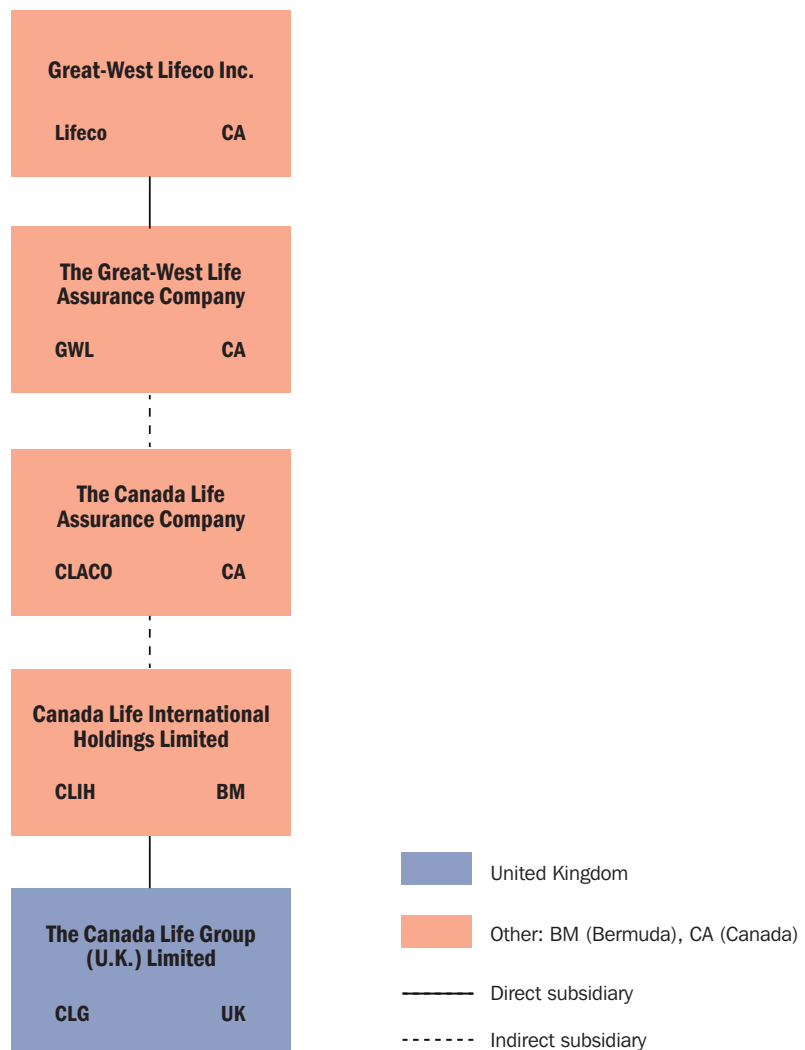 Great-West Lifeco Inc.
Lifeco CA
The Great-West Life
Assurance Company
GWL CA
The Canada Life
Assurance Company
CLACO CA
Canada Life International
Holdings Limited
CLIH BM
The Canada Life Group
(U.K.) Limited
CLG UK
United Kingdom
Other: BM (Bermuda), CA (Canada)
Direct subsidiary
Indirect subsidiary